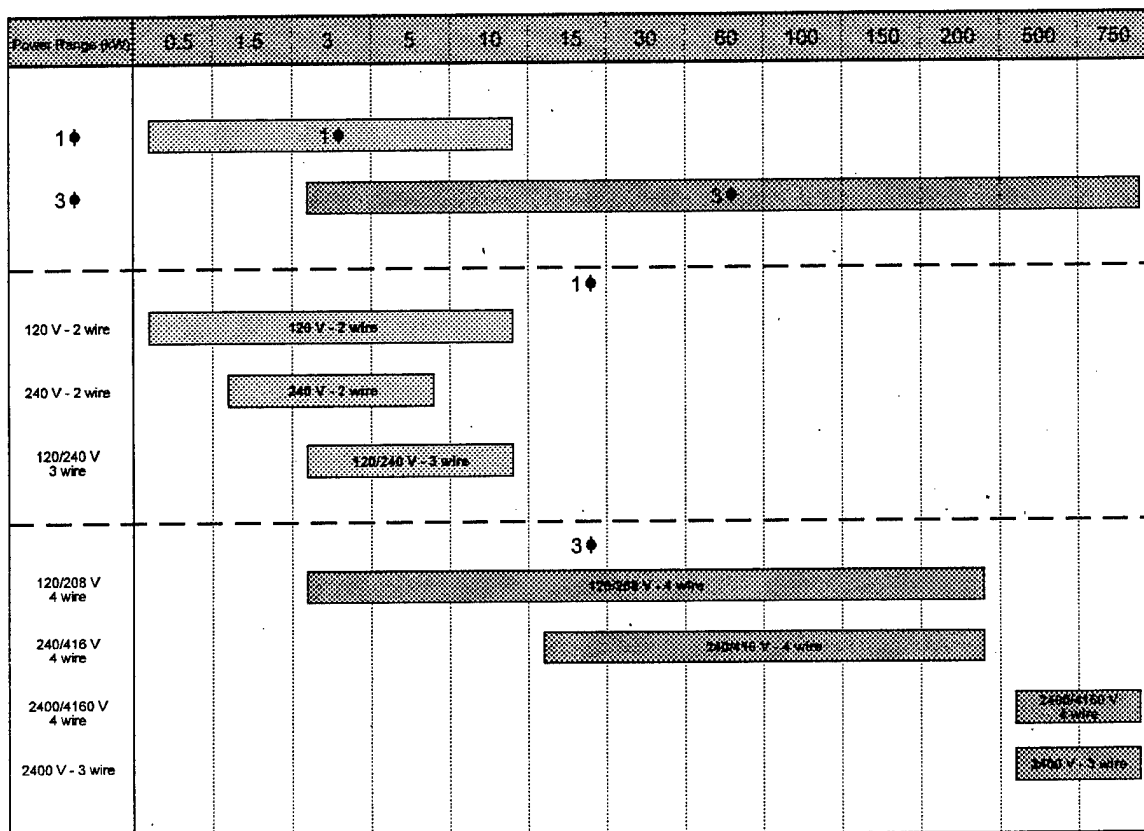 Power Range (kW) 0.5 1.5 3 5 10 15 30 60 100 150 200 500 750
1ϕ 1ϕ
3ϕ 3ϕ
1ϕ
120 V - 2 wire 120 V - 2 wire
240 V - 2 wire 240 V - 2 wire
120/240 V
3 wire
120/240 V - 3 wire
3ϕ
120/208 V
4 wire
120/208 V - 4 wire
240/416 V
4 wire
240/416 V - 4 wire
2400/4160 V
4 wire
2400/4160 V
4 wire
2400 V - 3 wire 2400 V - 3 wire